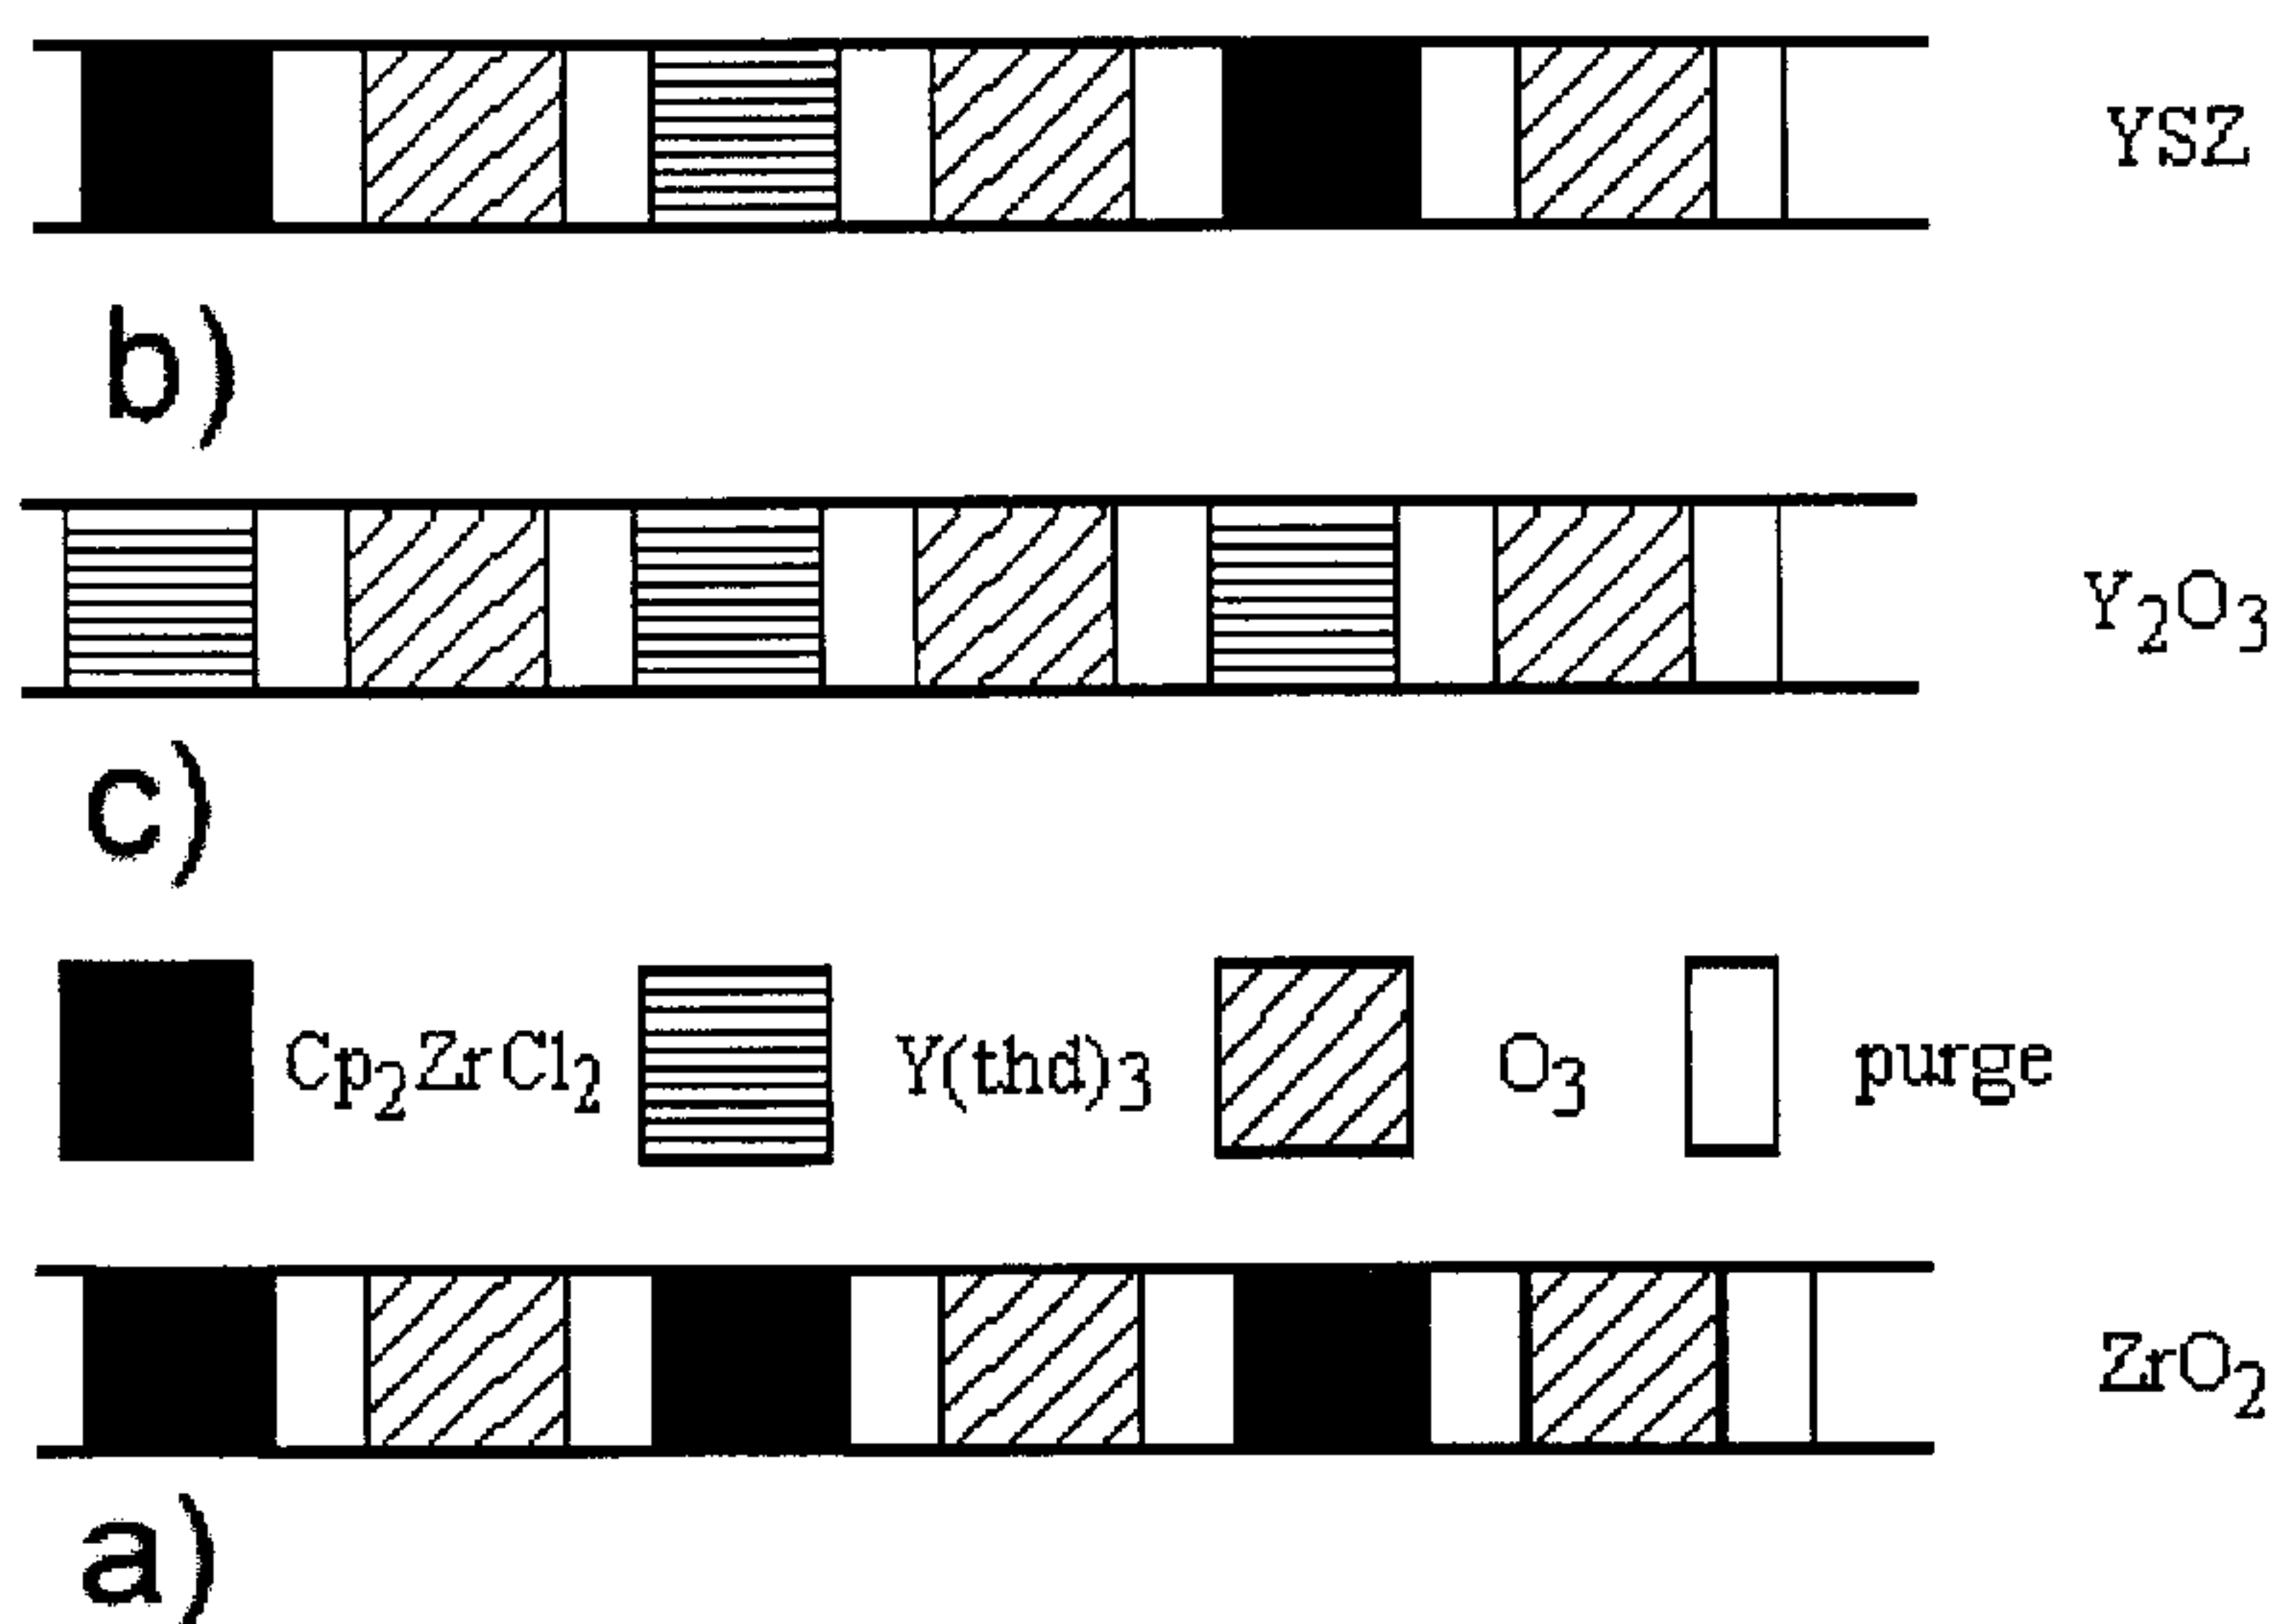 YSZ
b)
Y₂O₃
c)
Cp₂ZrCl₂ Y(thd)₃ O₃ purge
ZrO₂
a)